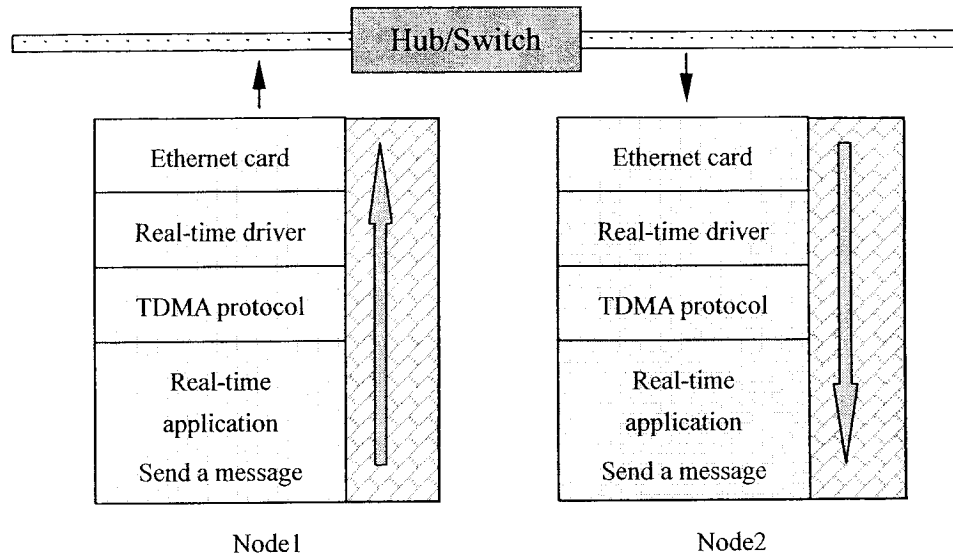 Hub/Switch
Ethernet card
Real-time driver
TDMA protocol
Real-time
application
Send a message
Node1
Ethernet card
Real-time driver
TDMA protocol
Real-time
application
Send a message
Node2